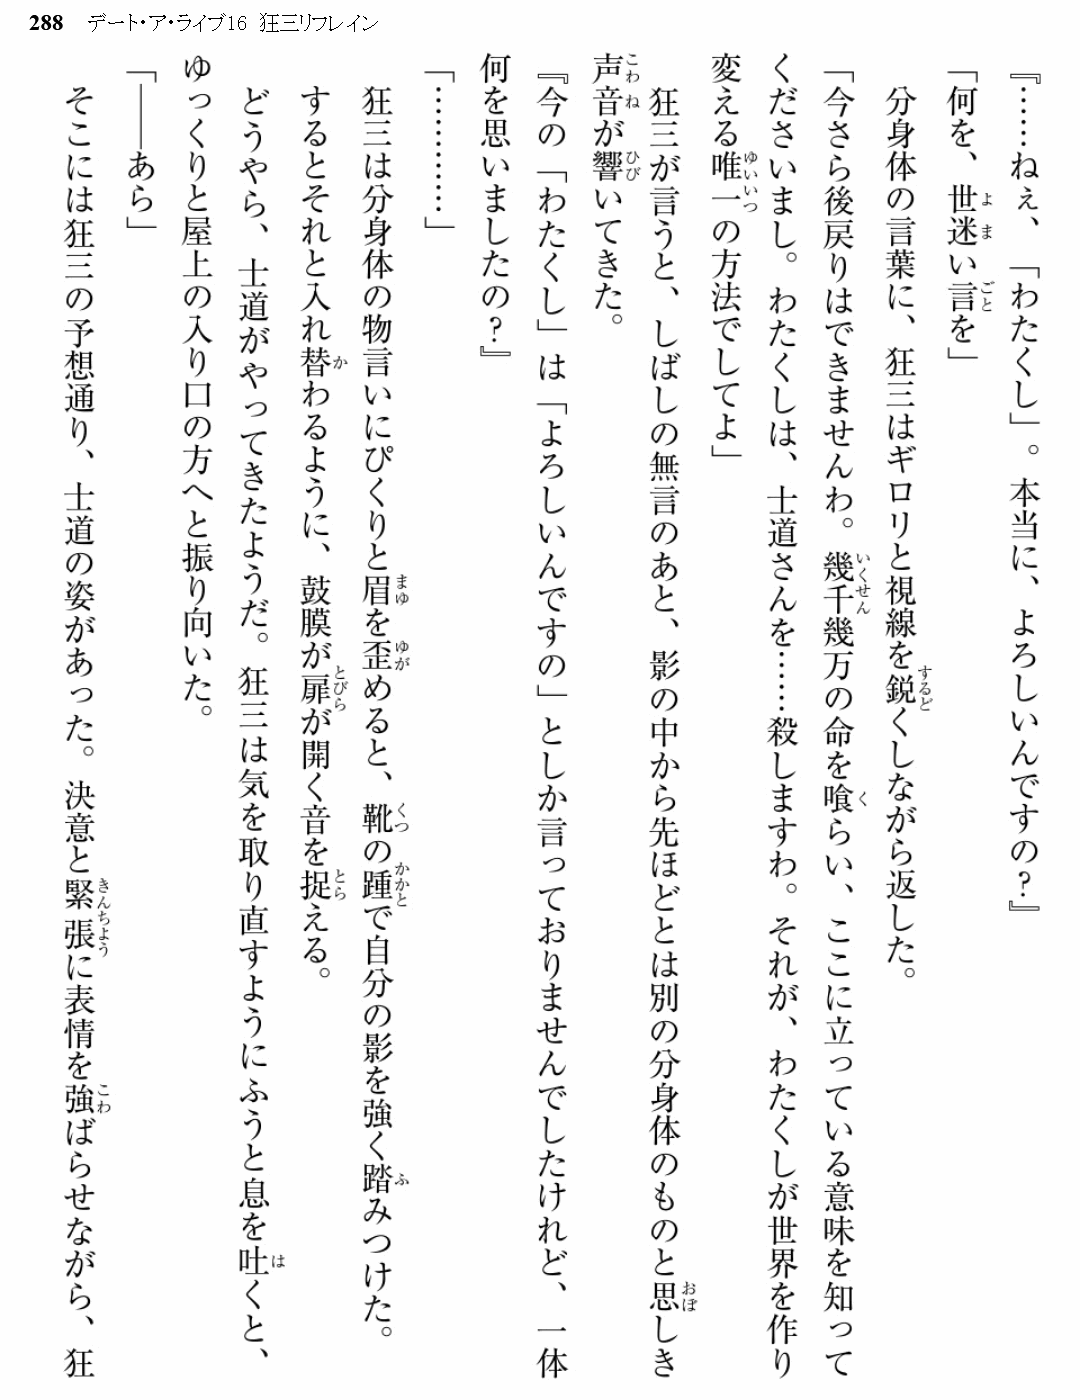 288 デート・ア・ライブ16 狂三リフレイン
『……ねぇ、「わたくし」。本当に、よろしいんですの?』
「何を、世迷い言を」
分身体の言葉に、狂三はギロリと視線を鋭くしながら返した。
「今さら後戻りはできませんわ。幾千幾万の命を喰らい、ここに立っている意味を知って
くださいまし。わたくしは、士道さんを……殺しますわ。それが、わたくしが世界を作り
変える唯一の方法でしてよ」
狂三が言うと、しばしの無言のあと、影の中から先ほどとは別の分身体のものと思しき
声音が響いてきた。
『今の「わたくし」は「よろしいんですの」としか言っておりませんでしたけれど、一体
何を思いましたの?』
「…………」
狂三は分身体の物言いにぴくりと眉を歪めると、靴の踵で自分の影を強く踏みつけた。
するとそれと入れ替わるように、鼓膜が扉が開く音を捉える。
どうやら、士道がやってきたようだ。狂三は気を取り直すようにふうと息を吐くと、
ゆっくりと屋上の入り口の方へと振り向いた。
「――あら」
そこには狂三の予想通り、士道の姿があった。決意と緊張に表情を強ばらせながら、狂